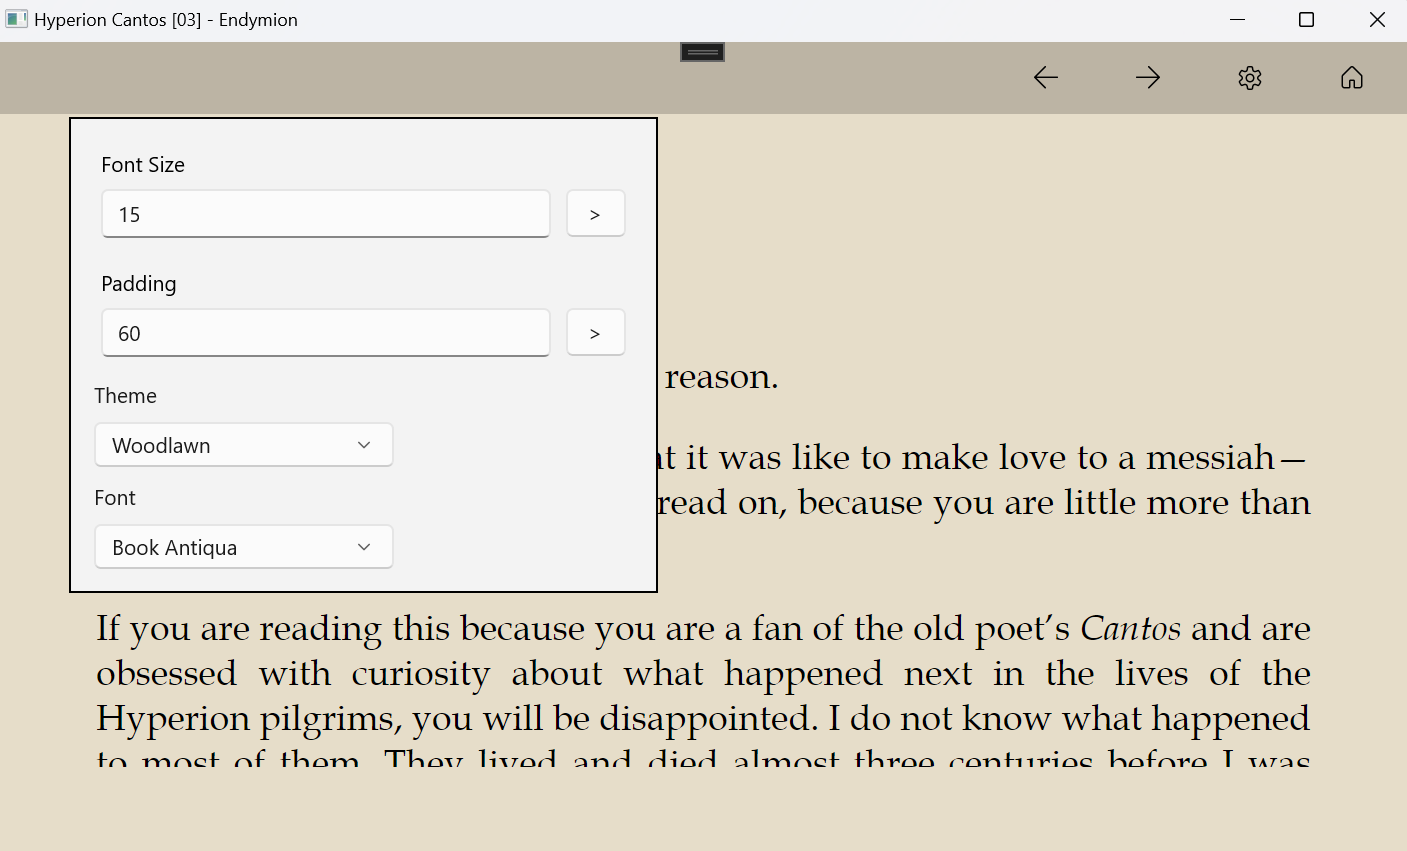 Hyperion Cantos [03] - Endymion
Font Size
15
>
Padding
60
>
Theme
Woodlawn
Font
Book Antiqua
reason.
it was like to make love to a messiah—
read on, because you are little more than
If you are reading this because you are a fan of the old poet’s Cantos and are
obsessed with curiosity about what happened next in the lives of the
Hyperion pilgrims, you will be disappointed. I do not know what happened
to most of them. They lived and died almost three centuries before I was